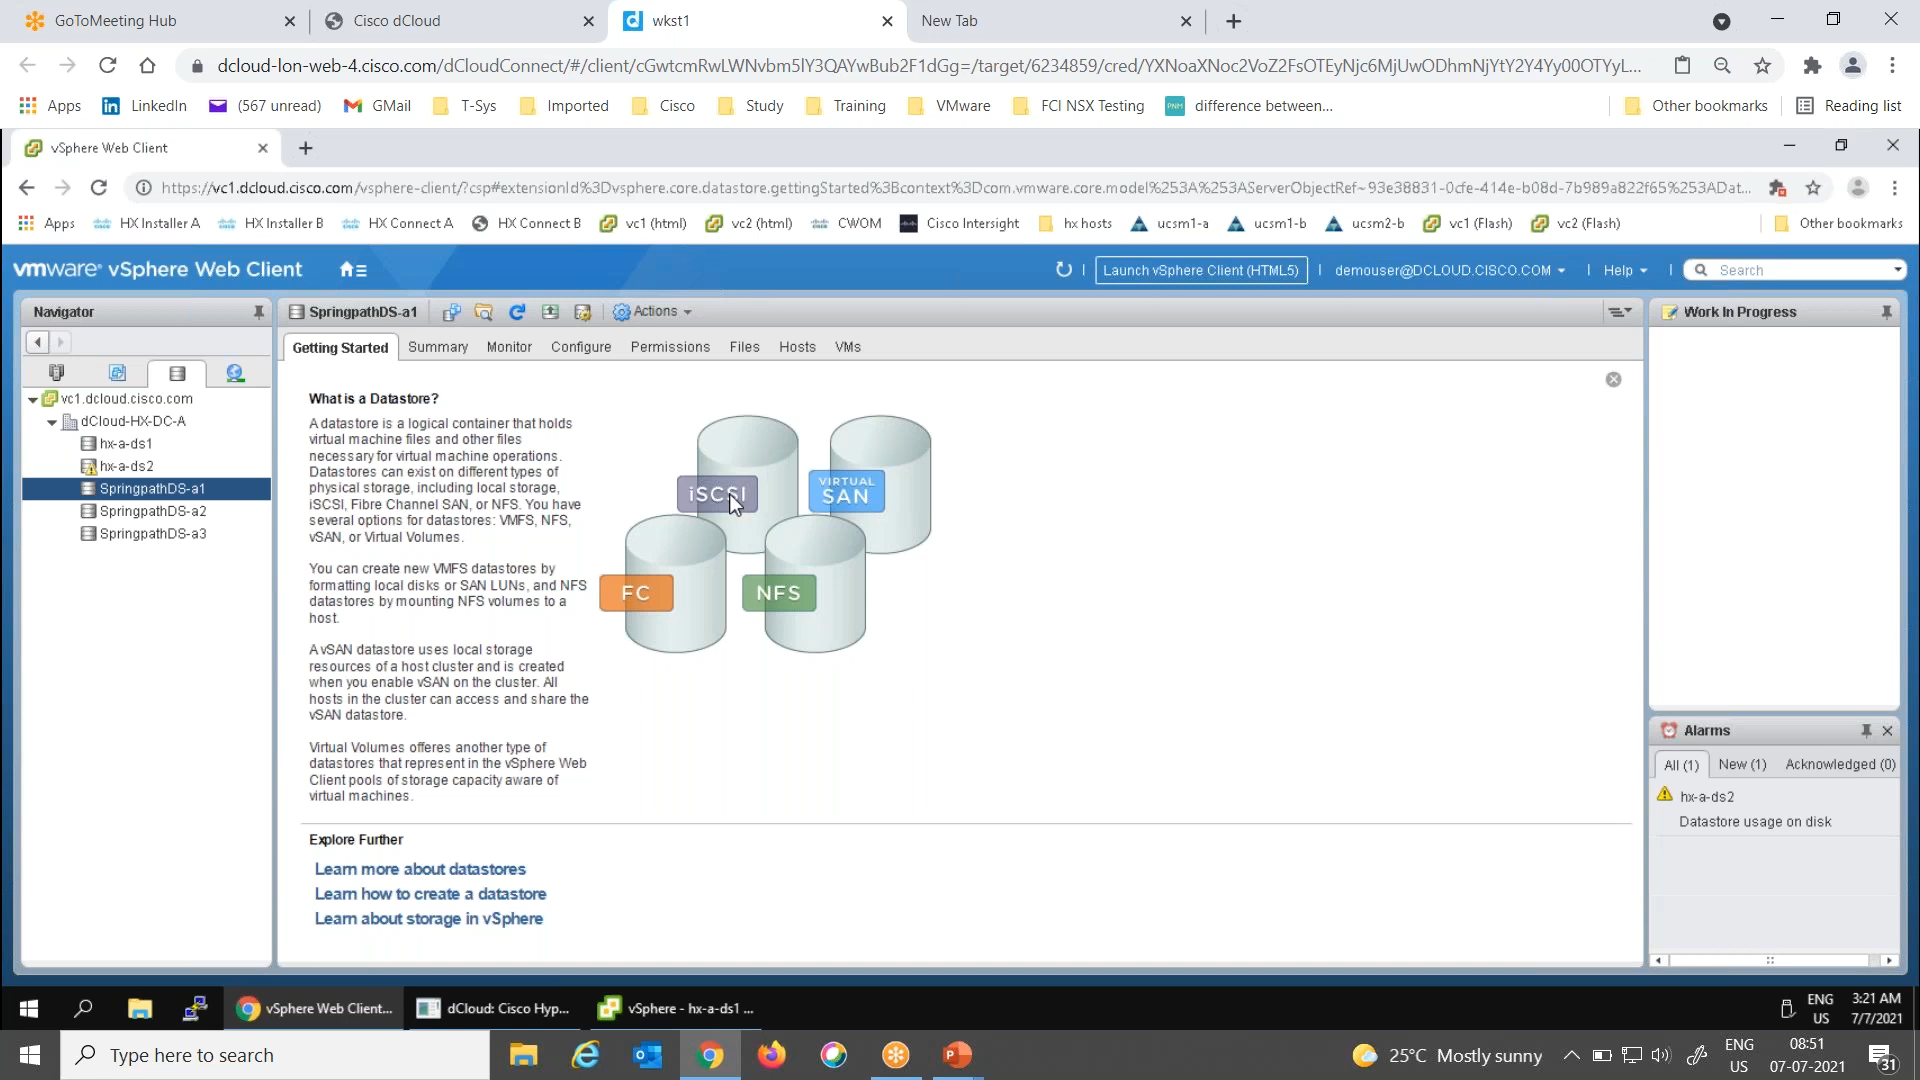 GoToMeeting Hub
Cisco dCloud
wkst1
New Tab
dcloud-lon-web-4.cisco.com/dCloudConnect/#/client/cGwtcmRwLWNvbm5lY3QAYwBub2F1dGg=/target/6234859/cred/YXNoaXNoc2VoZ2FsOTEyNjc6MjUwODhmNjYtY2Y4Yy00OTYyL...
Apps
LinkedIn
(567 unread)
GMail
T-Sys
Imported
Cisco
Study
Training
VMware
FCI NSX Testing
PNM
difference between...
Other bookmarks
Reading list
vSphere Web Client
https://vc1.dcloud.cisco.com/vsphere-client/?csp#extensionId%3Dvsphere.core.datastore.gettingStarted%3Bcontext%3Dcom.vmware.core.model%253A%253AServerObjectRef~93e38831-0cfe-414e-b08d-7b989a822f65%253ADat...
Apps
HX Installer A
HX Installer B
HX Connect A
HX Connect B
vc1 (html)
vc2 (html)
CWOM
Cisco Intersight
hx hosts
ucsm1-a
ucsm1-b
ucsm2-b
vc1 (Flash)
vc2 (Flash)
Other bookmarks
vmware® vSphere Web Client
Launch vSphere Client (HTML5)
demouser@DCLOUD.CISCO.COM
Help
Search
Navigator
SpringpathDS-a1
Actions
Work In Progress
Getting Started
Summary
Monitor
Configure
Permissions
Files
Hosts
VMs
vc1.dcloud.cisco.com
dCloud-HX-DC-A
hx-a-ds1
hx-a-ds2
SpringpathDS-a1
SpringpathDS-a2
SpringpathDS-a3
What is a Datastore?
A datastore is a logical container that holds
virtual machine files and other files
necessary for virtual machine operations.
Datastores can exist on different types of
physical storage, including local storage,
iSCSI, Fibre Channel SAN, or NFS. You have
several options for datastores: VMFS, NFS,
vSAN, or Virtual Volumes.
You can create new VMFS datastores by
formatting local disks or SAN LUNs, and NFS
datastores by mounting NFS volumes to a
host.
A vSAN datastore uses local storage
resources of a host cluster and is created
when you enable vSAN on the cluster. All
hosts in the cluster can access and share the
vSAN datastore.
Virtual Volumes offeres another type of
datastores that represent in the vSphere Web
Client pools of storage capacity aware of
virtual machines.
iSCSI
VIRTUAL
SAN
FC
NFS
Explore Further
Learn more about datastores
Learn how to create a datastore
Learn about storage in vSphere
Alarms
All (1)
New (1)
Acknowledged (0)
hx-a-ds2
Datastore usage on disk
vSphere Web Client...
dCloud: Cisco Hyp...
vSphere - hx-a-ds1 ...
ENG
US
3:21 AM
7/7/2021
Type here to search
25°C Mostly sunny
ENG
US
08:51
07-07-2021
31